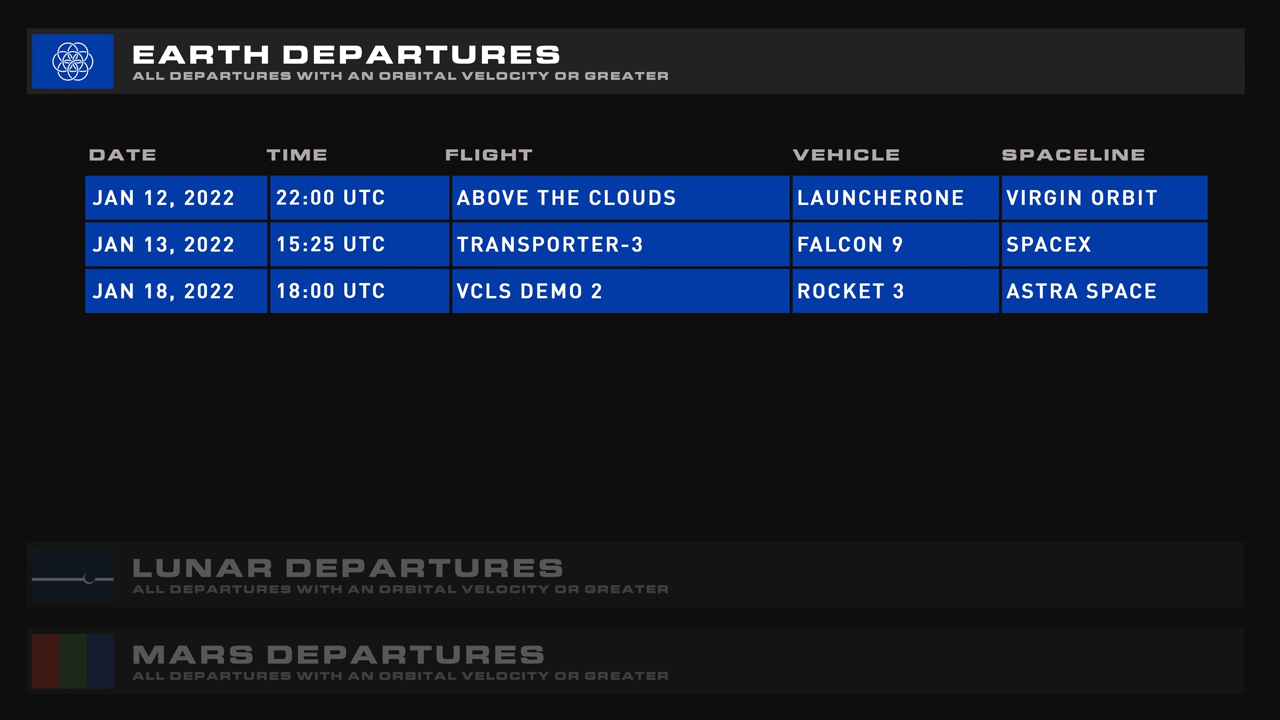 EARTH DEPARTURES
ALL DEPARTURES WITH AN ORBITAL VELOCITY OR GREATER
DATE TIME FLIGHT VEHICLE SPACELINE
JAN 12, 2022 22:00 UTC ABOVE THE CLOUDS LAUNCHERONE VIRGIN ORBIT
JAN 13, 2022 15:25 UTC TRANSPORTER-3 FALCON 9 SPACEX
JAN 18, 2022 18:00 UTC VCLS DEMO 2 ROCKET 3 ASTRA SPACE
LUNAR DEPARTURES
ALL DEPARTURES WITH AN ORBITAL VELOCITY OR GREATER
MARS DEPARTURES
ALL DEPARTURES WITH AN ORBITAL VELOCITY OR GREATER